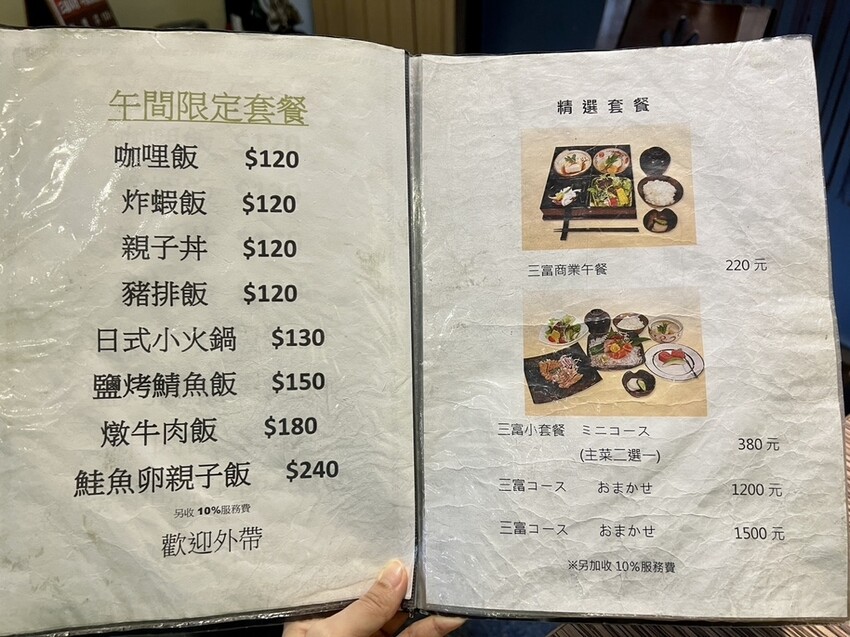 午間限定套餐
咖哩飯 $120
炸蝦飯 $120
親子丼 $120
豬排飯 $120
日式小火鍋 $130
鹽烤鯖魚飯 $150
燉牛肉飯 $180
鮭魚卵親子飯 $240
另收 10%服務費
歡迎外帶
精選套餐
三富商業午餐 220 元
三富小套餐 ミニコース
(主菜二選一) 380 元
三富コース おまかせ 1200 元
三富コース おまかせ 1500 元
※另加收 10%服務費